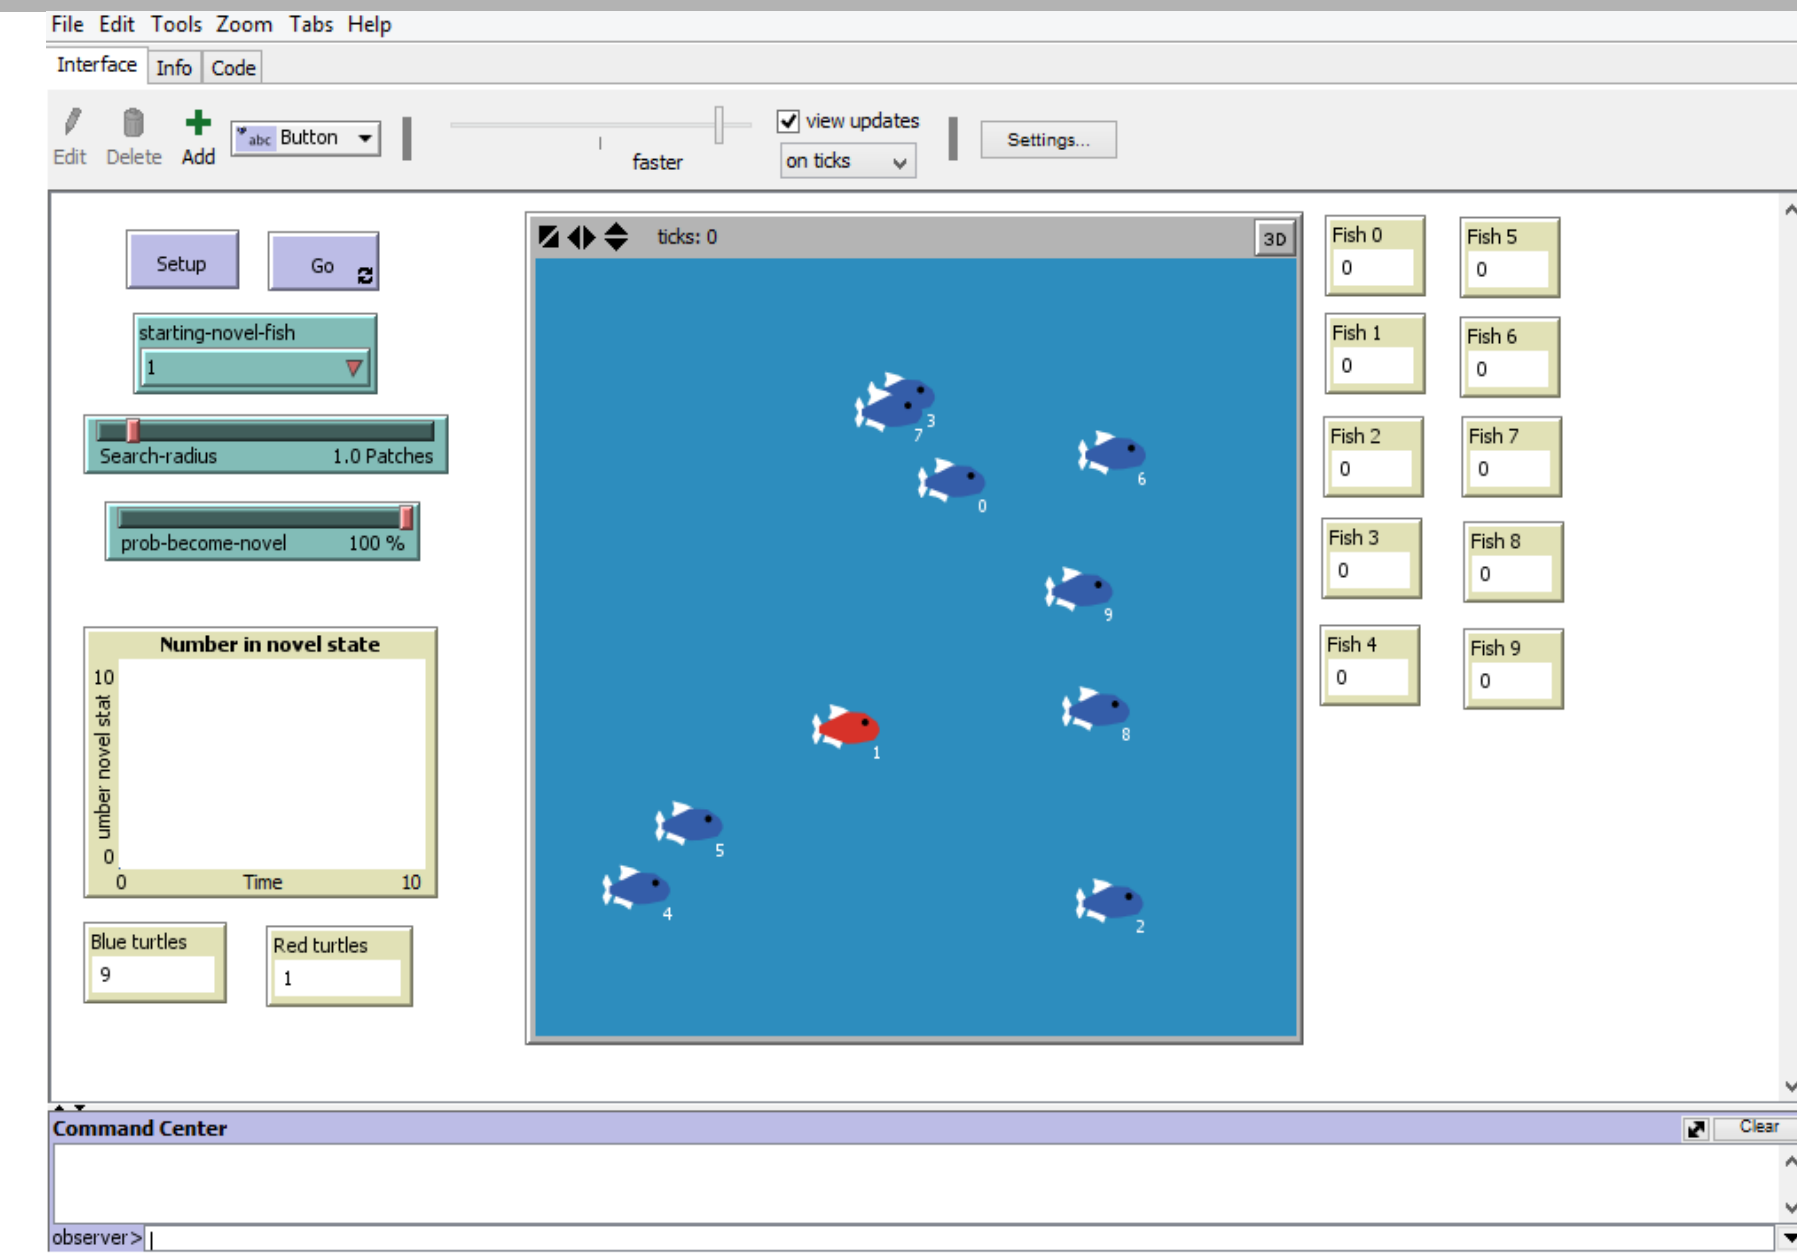 File Edit Tools Zoom Tabs Help
Interface Info Code
Edit Delete Add abc Button faster view updates on ticks Settings...
Setup Go
starting-novel-fish
1
Search-radius 1.0 Patches
prob-become-novel 100 %
Number in novel state
10
umber novel stat
0
0 Time 10
Blue turtles
9
Red turtles
1
ticks: 0 3D
3
7
6
0
9
8
1
5
4
2
Fish 0
0
Fish 5
0
Fish 1
0
Fish 6
0
Fish 2
0
Fish 7
0
Fish 3
0
Fish 8
0
Fish 4
0
Fish 9
0
Command Center Clear
observer>